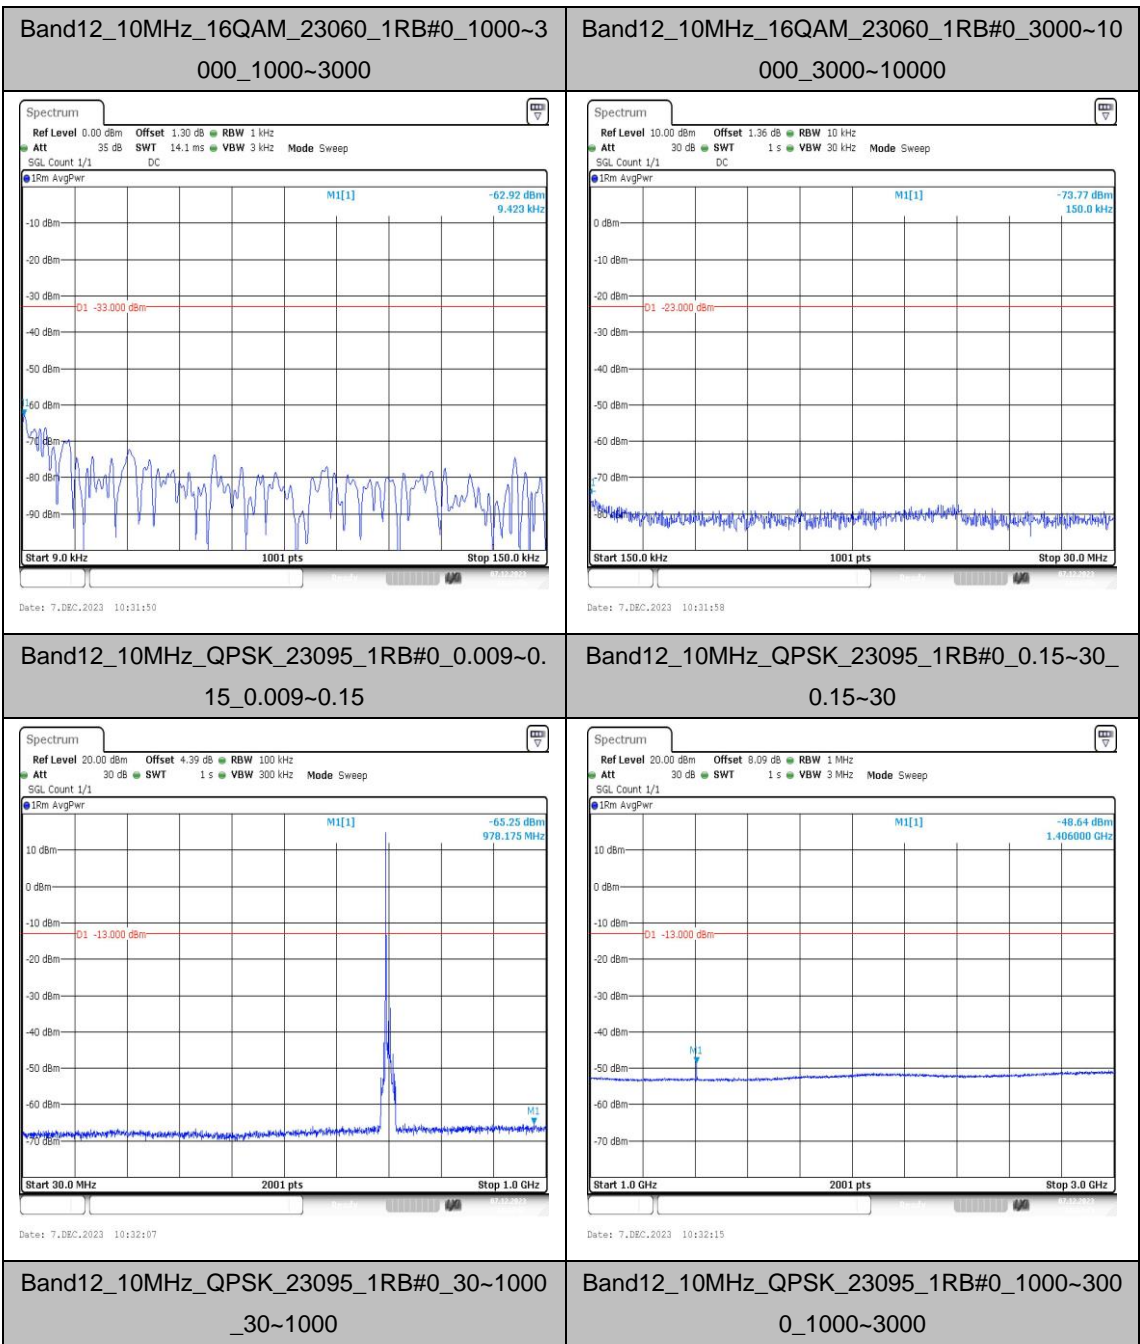 Band12_10MHz_16QAM_23060_1RB#0_1000~3
000_1000~3000
Band12_10MHz_16QAM_23060_1RB#0_3000~10
000_3000~10000
Spectrum
Ref Level 0.00 dBm Offset 1.30 dB RBW 1 kHz
Att 35 dB SWT 14.1 ms VBW 3 kHz Mode Sweep
SGL Count 1/1 DC
1Rm AvgPwr
M1[1] -62.92 dBm
9.423 kHz
-10 dBm
-20 dBm
-30 dBm
D1 -33.000 dBm
-40 dBm
-50 dBm
-60 dBm
-70 dBm
-80 dBm
-90 dBm
Start 9.0 kHz 1001 pts Stop 150.0 kHz
Date: 7.DEC.2023 10:31:50
Spectrum
Ref Level 10.00 dBm Offset 1.36 dB RBW 10 kHz
Att 30 dB SWT 1 s VBW 30 kHz Mode Sweep
SGL Count 1/1 DC
1Rm AvgPwr
M1[1] -73.77 dBm
150.0 kHz
0 dBm
-10 dBm
-20 dBm
D1 -23.000 dBm
-30 dBm
-40 dBm
-50 dBm
-60 dBm
-70 dBm
-80 dBm
Start 150.0 kHz 1001 pts Stop 30.0 MHz
Date: 7.DEC.2023 10:31:58
Band12_10MHz_QPSK_23095_1RB#0_0.009~0.
15_0.009~0.15
Band12_10MHz_QPSK_23095_1RB#0_0.15~30_
0.15~30
Spectrum
Ref Level 20.00 dBm Offset 4.39 dB RBW 100 kHz
Att 30 dB SWT 1 s VBW 300 kHz Mode Sweep
SGL Count 1/1
1Rm AvgPwr
M1[1] -65.25 dBm
978.175 MHz
10 dBm
0 dBm
-10 dBm
D1 -13.000 dBm
-20 dBm
-30 dBm
-40 dBm
-50 dBm
-60 dBm
M1
-70 dBm
Start 30.0 MHz 2001 pts Stop 1.0 GHz
Date: 7.DEC.2023 10:32:07
Spectrum
Ref Level 20.00 dBm Offset 8.09 dB RBW 1 MHz
Att 30 dB SWT 1 s VBW 3 MHz Mode Sweep
SGL Count 1/1
1Rm AvgPwr
M1[1] -48.64 dBm
1.406000 GHz
10 dBm
0 dBm
-10 dBm
D1 -13.000 dBm
-20 dBm
-30 dBm
-40 dBm
M1
-50 dBm
-60 dBm
-70 dBm
Start 1.0 GHz 2001 pts Stop 3.0 GHz
Date: 7.DEC.2023 10:32:15
Band12_10MHz_QPSK_23095_1RB#0_30~1000
_30~1000
Band12_10MHz_QPSK_23095_1RB#0_1000~300
0_1000~3000